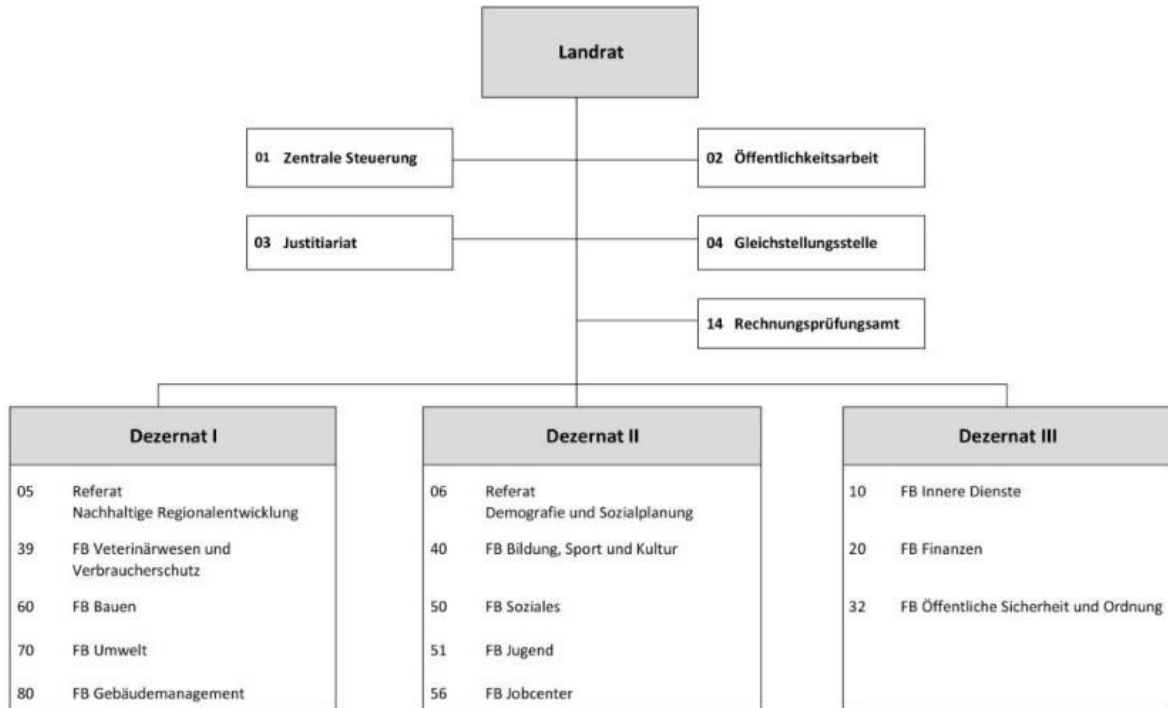 Landrat
01 Zentrale Steuerung
02 Öffentlichkeitsarbeit
03 Justitiariat
04 Gleichstellungsstelle
14 Rechnungsprüfungsamt
Dezernat I
05 Referat
Nachhaltige Regionalentwicklung
39 FB Veterinärwesen und
Verbraucherschutz
60 FB Bauen
70 FB Umwelt
80 FB Gebäudemanagement
Dezernat II
06 Referat
Demografie und Sozialplanung
40 FB Bildung, Sport und Kultur
50 FB Soziales
51 FB Jugend
56 FB Jobcenter
Dezernat III
10 FB Innere Dienste
20 FB Finanzen
32 FB Öffentliche Sicherheit und Ordnung